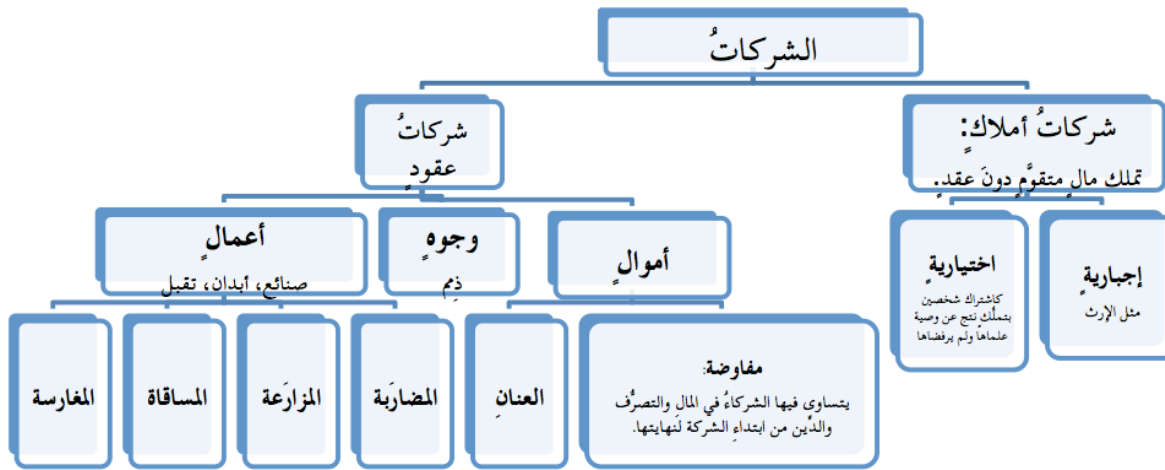 الشركاتُ
شركاتُ أملاكٍ:
تملك مالٍ متقوَّمٍ دونَ عقدٍ.
إجباريةٍ
مثل الإرث
اختياريةٍ
كاشتراك شخصين
بتملُّك نتج عن وصية
علماها ولم يرفضاها
شركاتُ
عقودٍ
أموالٍ
مفاوضة:
يتساوى فيها الشركاءُ في المالِ والتصرُّف
والدَّين من ابتداءِ الشركة لنهايتها.
العنانِ
وجوهٍ
ذِمم
أعمالٍ
صنائع، أبدان، تقبل
المضارَبة
المزارَعة
المساقاة
المغارسة